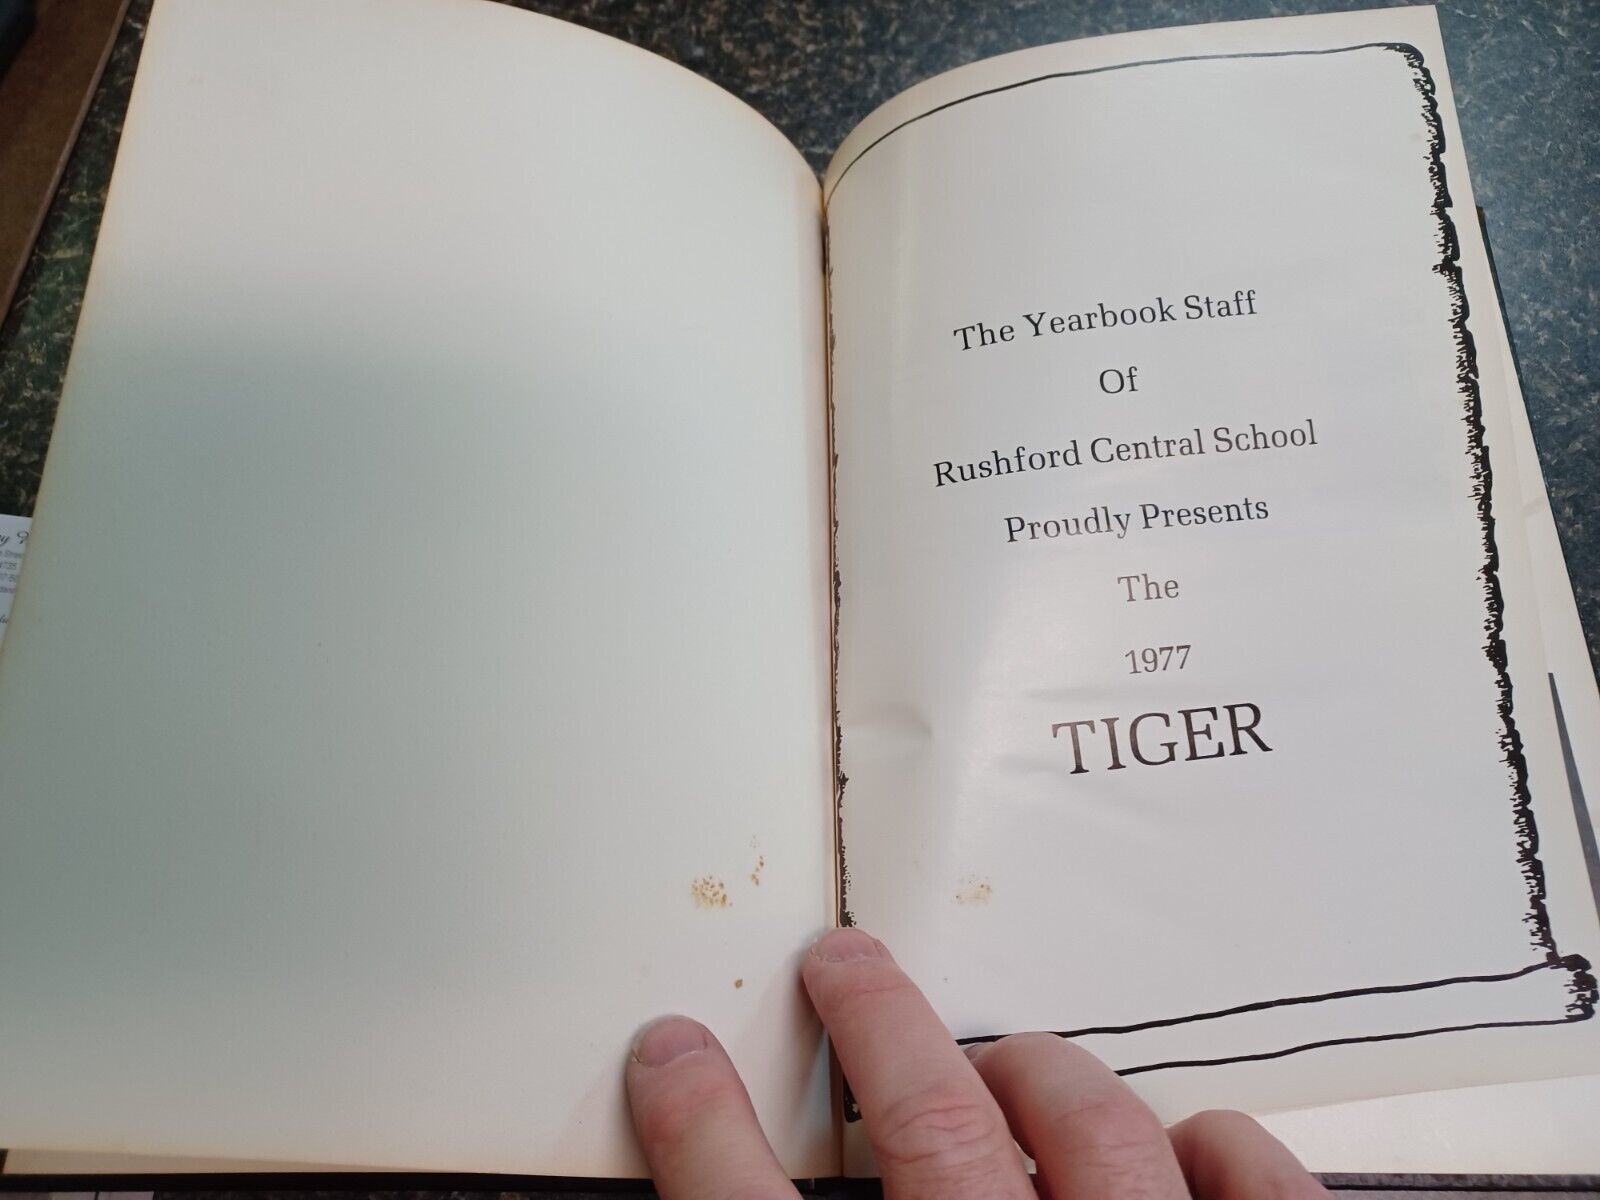 The Yearbook Staff
Of
Rushford Central School
Proudly Presents
The
1977
TIGER